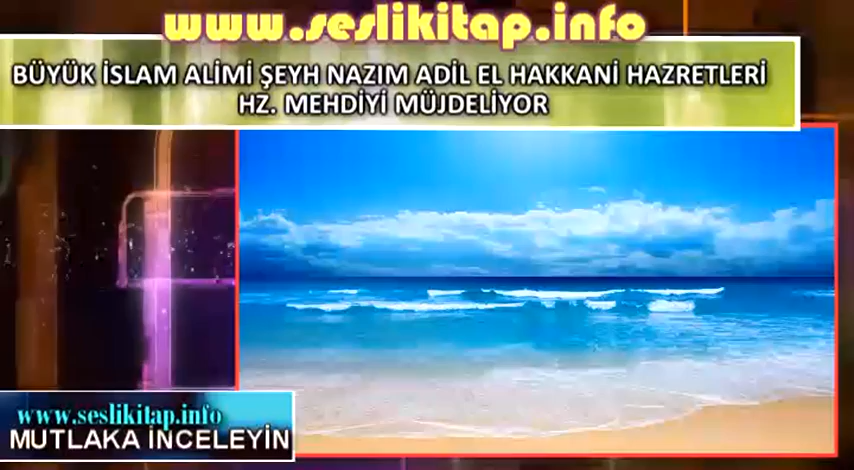 www.seslikitap.info
BÜYÜK İSLAM ALİMİ ŞEYH NAZIM ADİL EL HAKKANİ HAZRETLERİ
HZ. MEHDİYİ MÜJDELİYOR
www.seslikitap.info
MUTLAKA İNCELEYİN